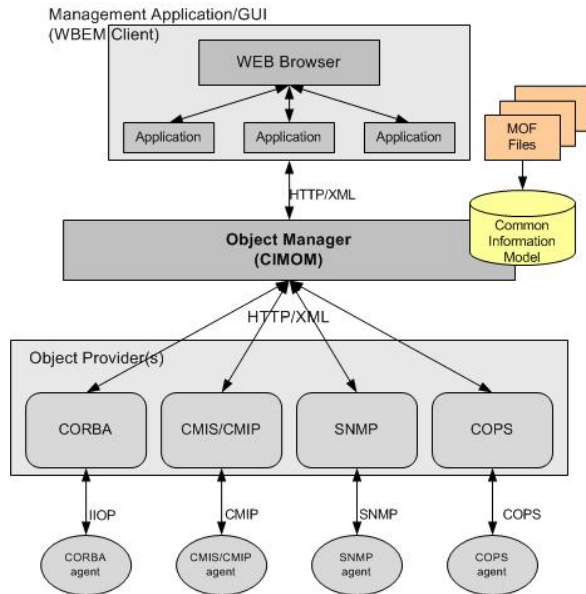 Management Application/GUI
(WBEM Client)
WEB Browser
Application
Application
Application
MOF
Files
HTTP/XML
Common
Information
Model
Object Manager
(CIMOM)
HTTP/XML
Object Provider(s)
CORBA
CMIS/CMIP
SNMP
COPS
IIOP
CMIP
SNMP
COPS
CORBA
agent
CMIS/CMIP
agent
SNMP
agent
COPS
agent